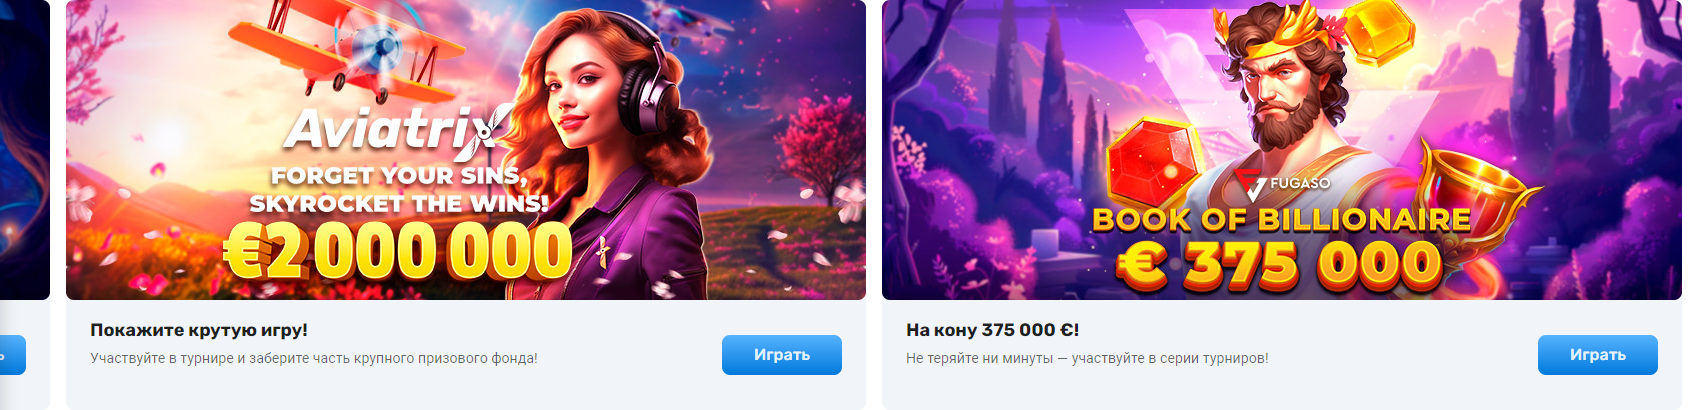 Aviatrix
FORGET YOUR SINS,
SKYROCKET THE WINS!
€2 000 000
Покажите крутую игру!
Участвуйте в турнире и заберите часть крупного призового фонда!
Играть
FUGASO
BOOK OF BILLIONAIRE
€ 375 000
На кону 375 000 €!
Не теряйте ни минуты — участвуйте в серии турниров!
Играть